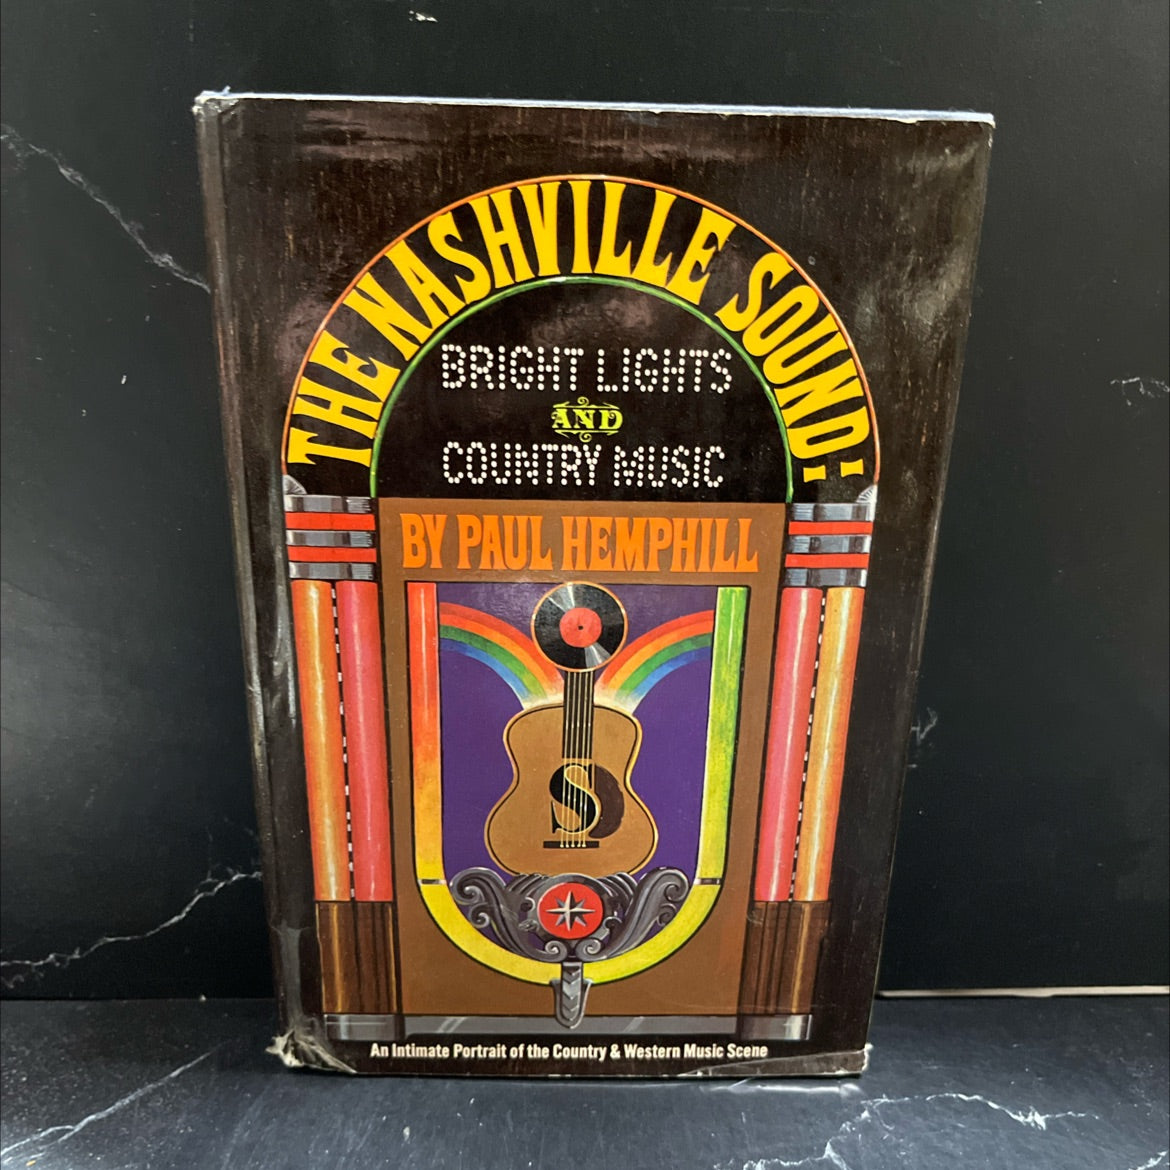 THE NASHVILLE SOUND:
BRIGHT LIGHTS
AND
COUNTRY MUSIC
BY PAUL HEMPHILL
S
An Intimate Portrait of the Country & Western Music Scene